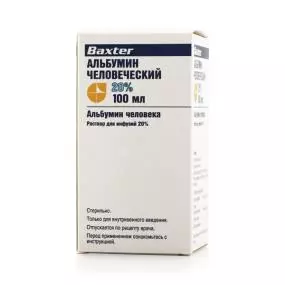 Baxter
АЛЬБУМИН
ЧЕЛОВЕЧЕСКИЙ
20%
100 мл
Альбумин человека
Раствор для инфузий 20%
Стерильно.
Только для внутривенного введения.
Отпускается по рецепту врача.
Перед применением ознакомьтесь с
инструкцией.